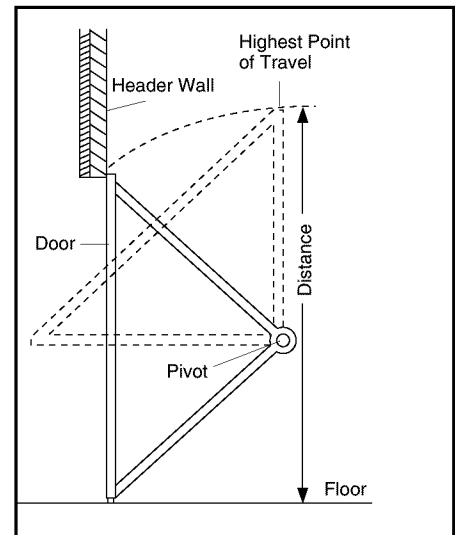 Highest Point
of Travel
Header Wall
Door
Distance
Pivot
Floor